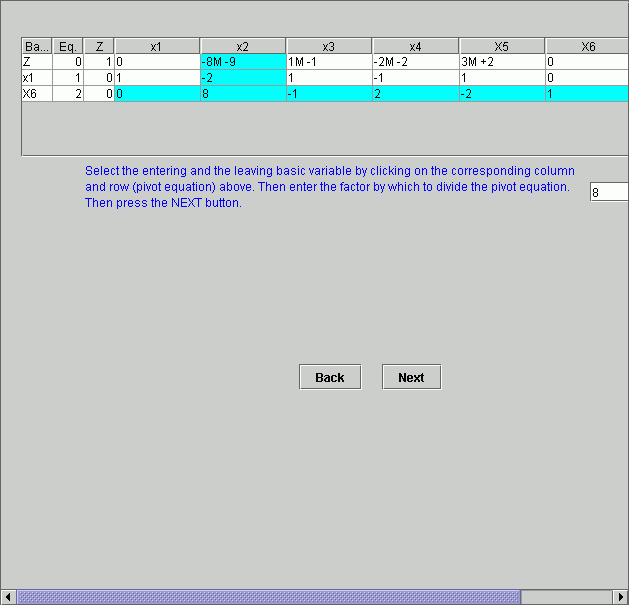 Ba... Eq. Z x1 x2 x3 x4 X5 X6
Z 0 1 0 -8M -9 1M -1 -2M -2 3M +2 0
x1 1 0 1 -2 1 -1 1 0
X6 2 0 0 8 -1 2 -2 1
Select the entering and the leaving basic variable by clicking on the corresponding column
and row (pivot equation) above. Then enter the factor by which to divide the pivot equation.
Then press the NEXT button.
8
Back Next